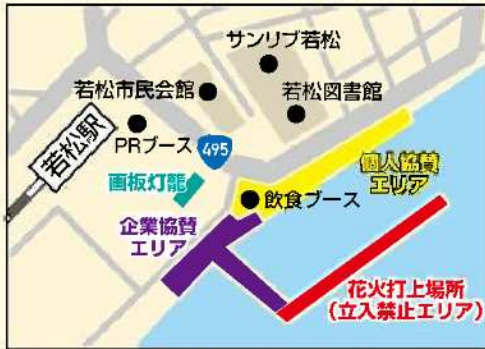 サンリブ若松
若松市民会館
若松図書館
若松駅
PRブース
495
個人協賛
エリア
画板灯籠
飲食ブース
企業協賛
エリア
花火打上場所
(立入禁止エリア)